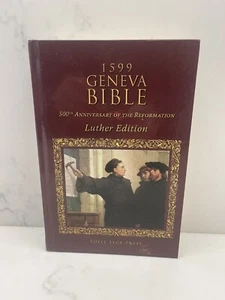 1599
GENEVA
BIBLE
500TH ANNIVERSARY OF THE REFORMATION
Luther Edition
TOLLE LEGE PRESS